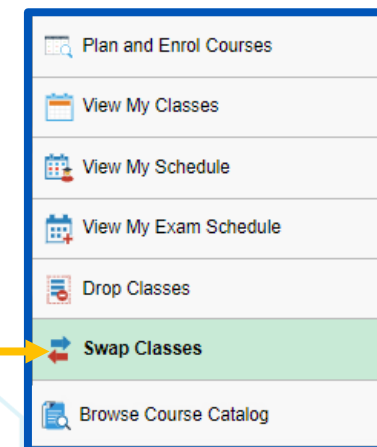 Plan and Enrol Courses
View My Classes
View My Schedule
View My Exam Schedule
Drop Classes
Swap Classes
Browse Course Catalog